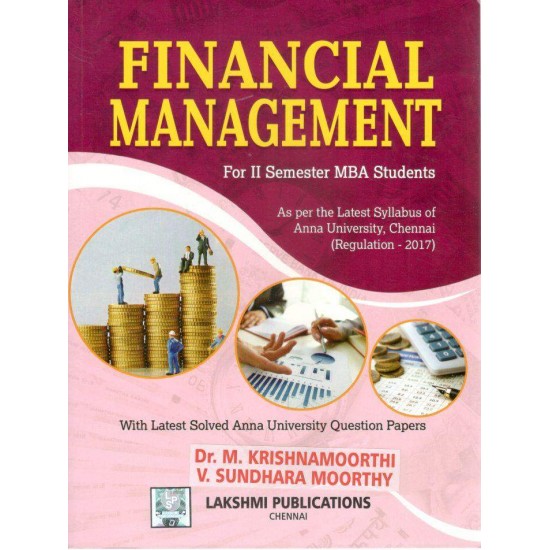 FINANCIAL
MANAGEMENT
For II Semester MBA Students
As per the Latest Syllabus of
Anna University, Chennai
(Regulation - 2017)
With Latest Solved Anna University Question Papers
Dr. M. KRISHNAMOORTHI
V. SUNDHARA MOORTHY
LAKSHMI PUBLICATIONS
CHENNAI